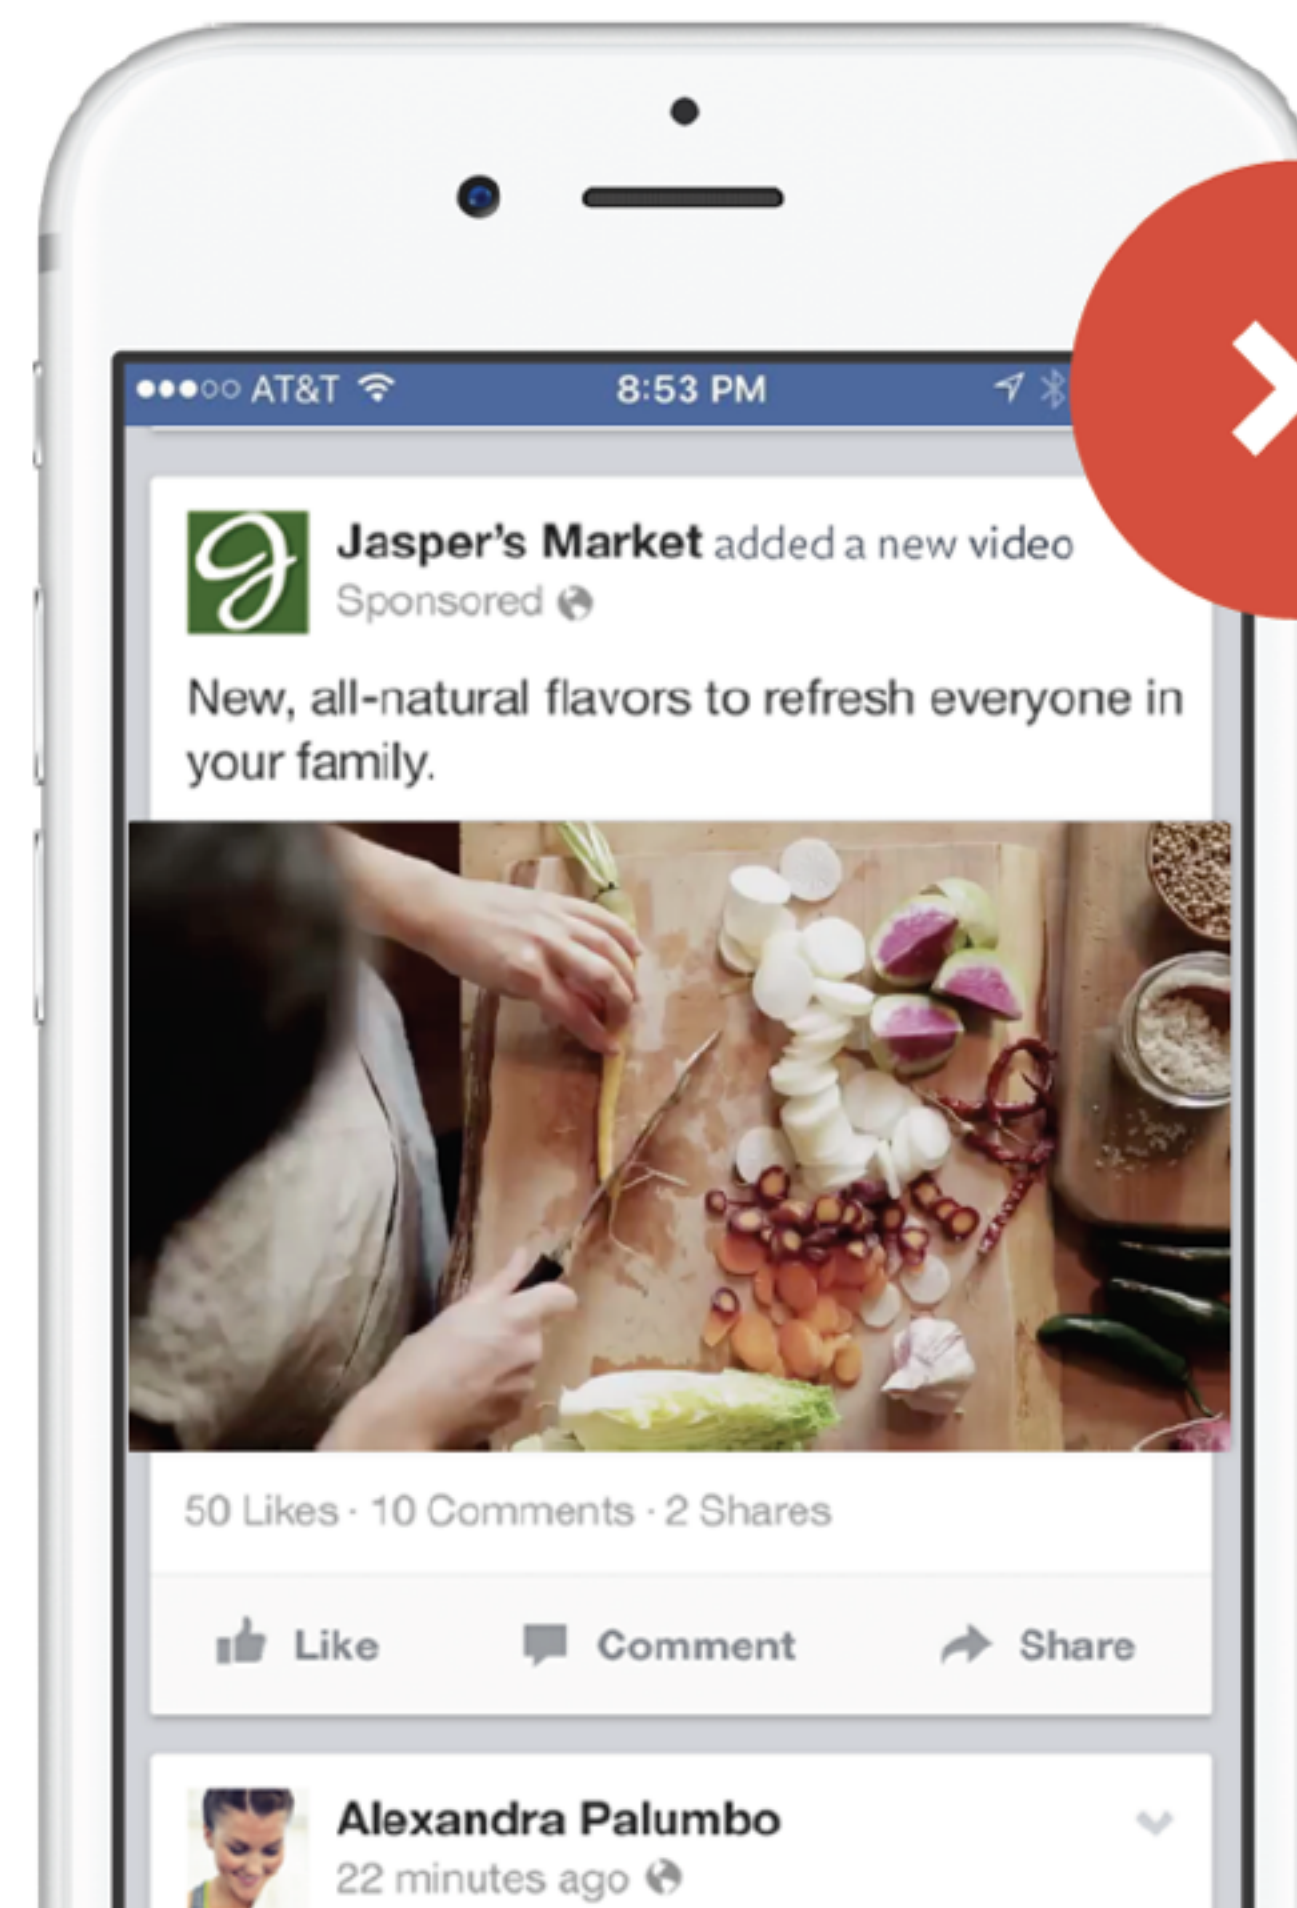 AT&T 8:53 PM
Jasper's Market added a new video
Sponsored
New, all-natural flavors to refresh everyone in
your family.
50 Likes · 10 Comments · 2 Shares
Like Comment Share
Alexandra Palumbo
22 minutes ago